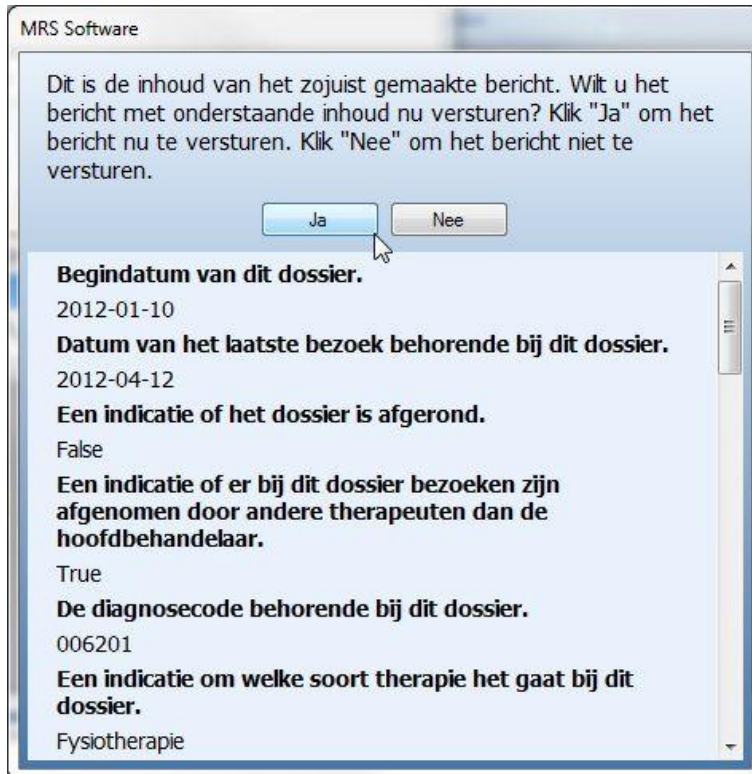 MRS Software
Dit is de inhoud van het zojuist gemaakte bericht. Wilt u het
bericht met onderstaande inhoud nu versturen? Klik "Ja" om het
bericht nu te versturen. Klik "Nee" om het bericht niet te
versturen.
Ja Nee
Begindatum van dit dossier.
2012-01-10
Datum van het laatste bezoek behorende bij dit dossier.
2012-04-12
Een indicatie of het dossier is afgerond.
False
Een indicatie of er bij dit dossier bezoeken zijn
afgenomen door andere therapeuten dan de
hoofdbehandelaar.
True
De diagnosecode behorende bij dit dossier.
006201
Een indicatie om welke soort therapie het gaat bij dit
dossier.
Fysiotherapie